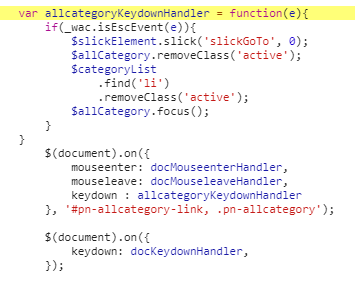 var allcategoryKeydownHandler = function(e){
    if(_wac.isEscEvent(e)){
        $slickElement.slick('slickGoTo', 0);
        $allCategory.removeClass('active');
        $categoryList
            .find('li')
            .removeClass('active');
        $allCategory.focus();
    }
}
    $(document).on({
        mouseenter: docMouseenterHandler,
        mouseleave: docMouseleaveHandler,
        keydown : allcategoryKeydownHandler
    }, '#pn-allcategory-link, .pn-allcategory');

    $(document).on({
        keydown: docKeydownHandler,
    });